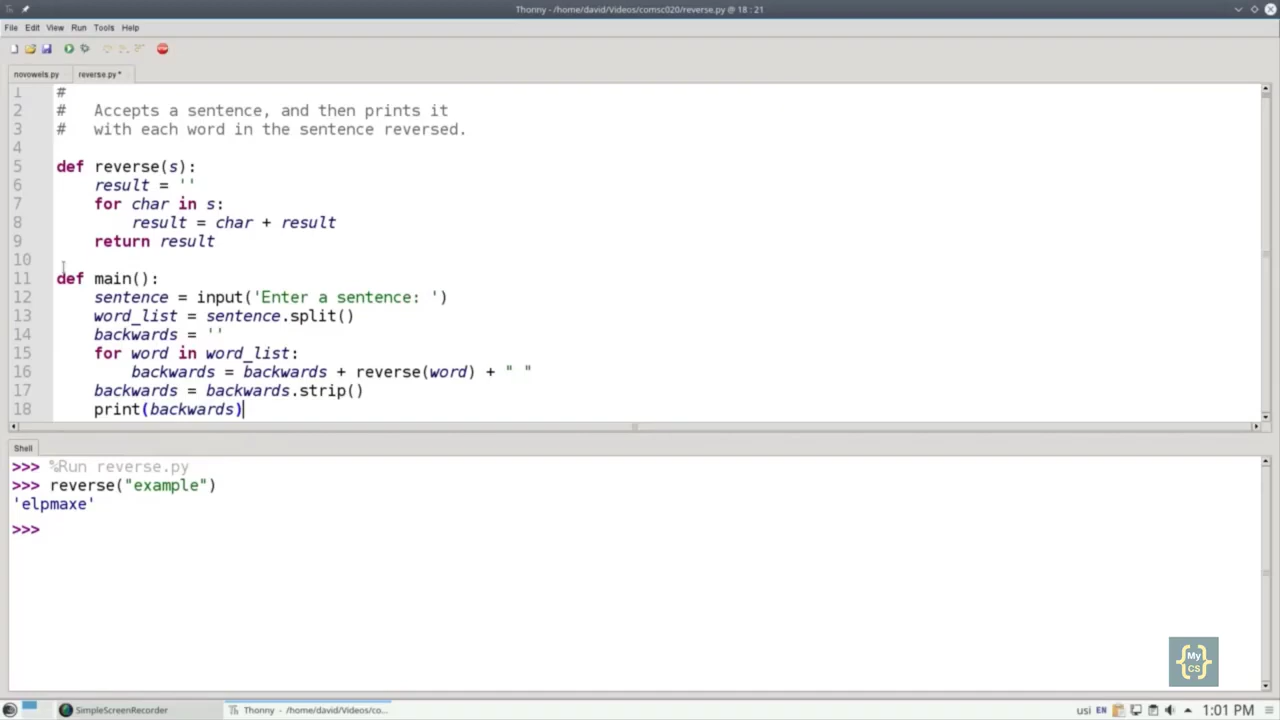 Thonny - /home/david/Videos/comsc020/reverse.py @ 18 : 21
File Edit View Run Tools Help
STOP
novowels.py reverse.py *
1 #
2 #   Accepts a sentence, and then prints it
3 #   with each word in the sentence reversed.
4
5 def reverse(s):
6     result = ''
7     for char in s:
8         result = char + result
9     return result
10
11 def main():
12     sentence = input('Enter a sentence: ')
13     word_list = sentence.split()
14     backwards = ''
15     for word in word_list:
16         backwards = backwards + reverse(word) + " "
17     backwards = backwards.strip()
18     print(backwards)
Shell
>>> %Run reverse.py
>>> reverse("example")
'elpmaxe'
>>>
{My CS}
SimpleScreenRecorder Thonny - /home/david/Videos/co... usi EN 1:01 PM